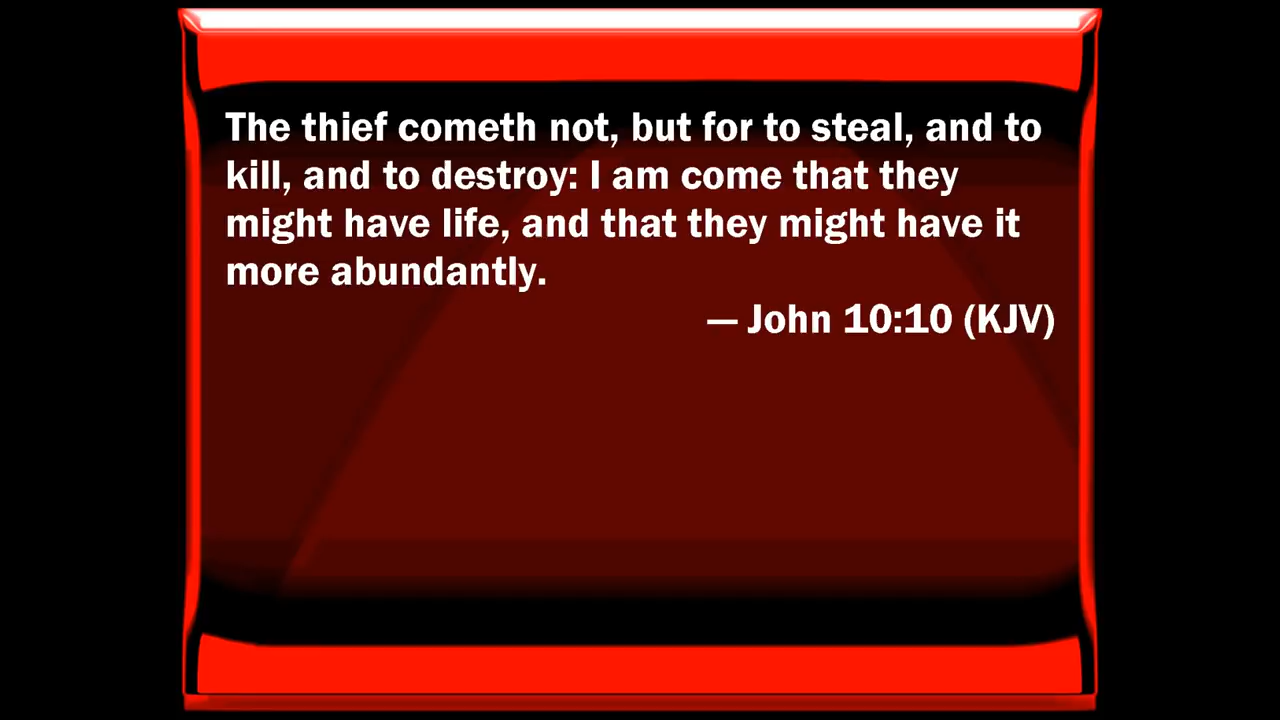 The thief cometh not, but for to steal, and to
kill, and to destroy: I am come that they
might have life, and that they might have it
more abundantly.
— John 10:10 (KJV)